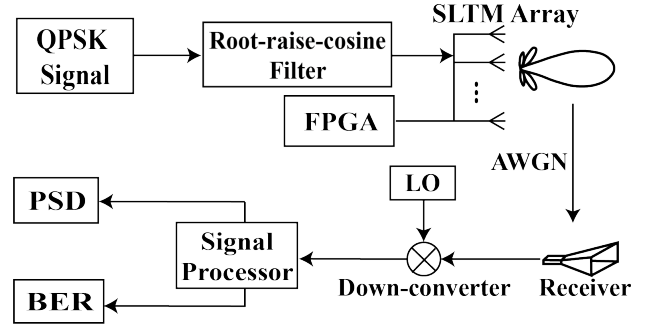 QPSK
Signal
Root-raise-cosine
Filter
SLTM Array
FPGA
AWGN
LO
PSD
Signal
Processor
BER
Down-converter
Receiver